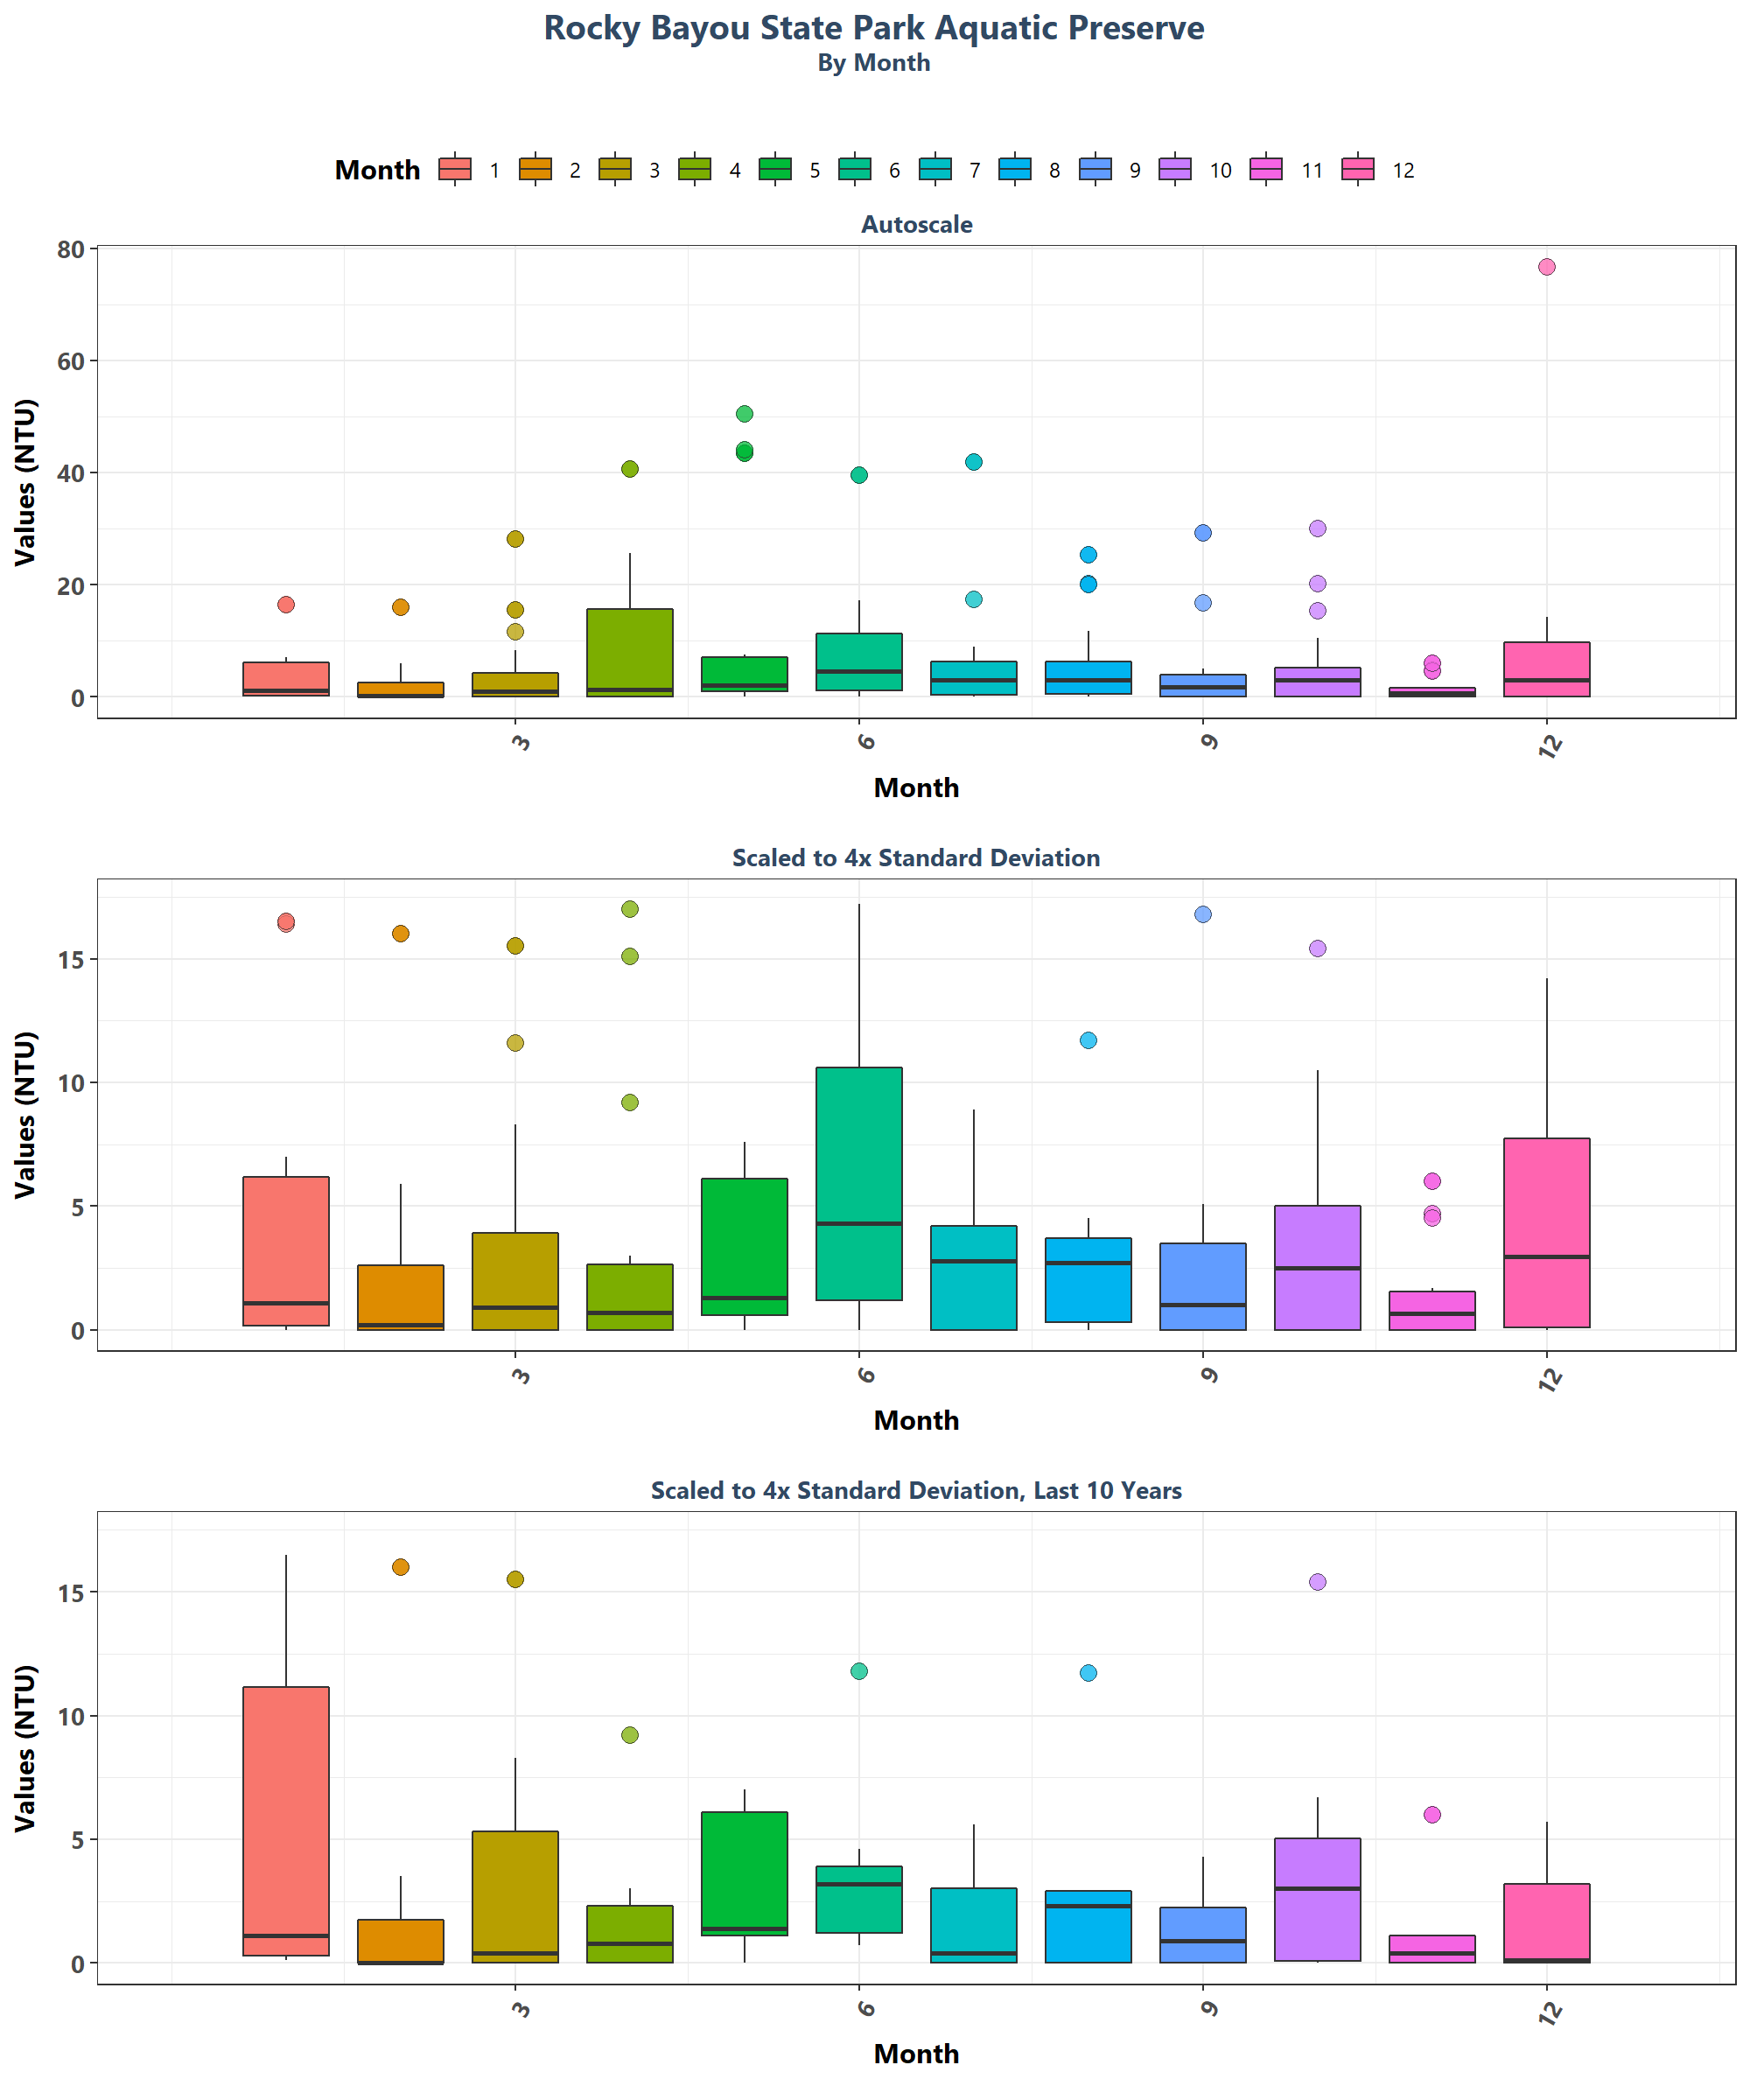 Rocky Bayou State Park Aquatic Preserve
By Month
Month 1 2 3 4 5 6 7 8 9 10 11 12
Autoscale
Values (NTU)
80
60
40
20
0
3 6 9 12
Month
Scaled to 4x Standard Deviation
Values (NTU)
15
10
5
0
3 6 9 12
Month
Scaled to 4x Standard Deviation, Last 10 Years
Values (NTU)
15
10
5
0
3 6 9 12
Month